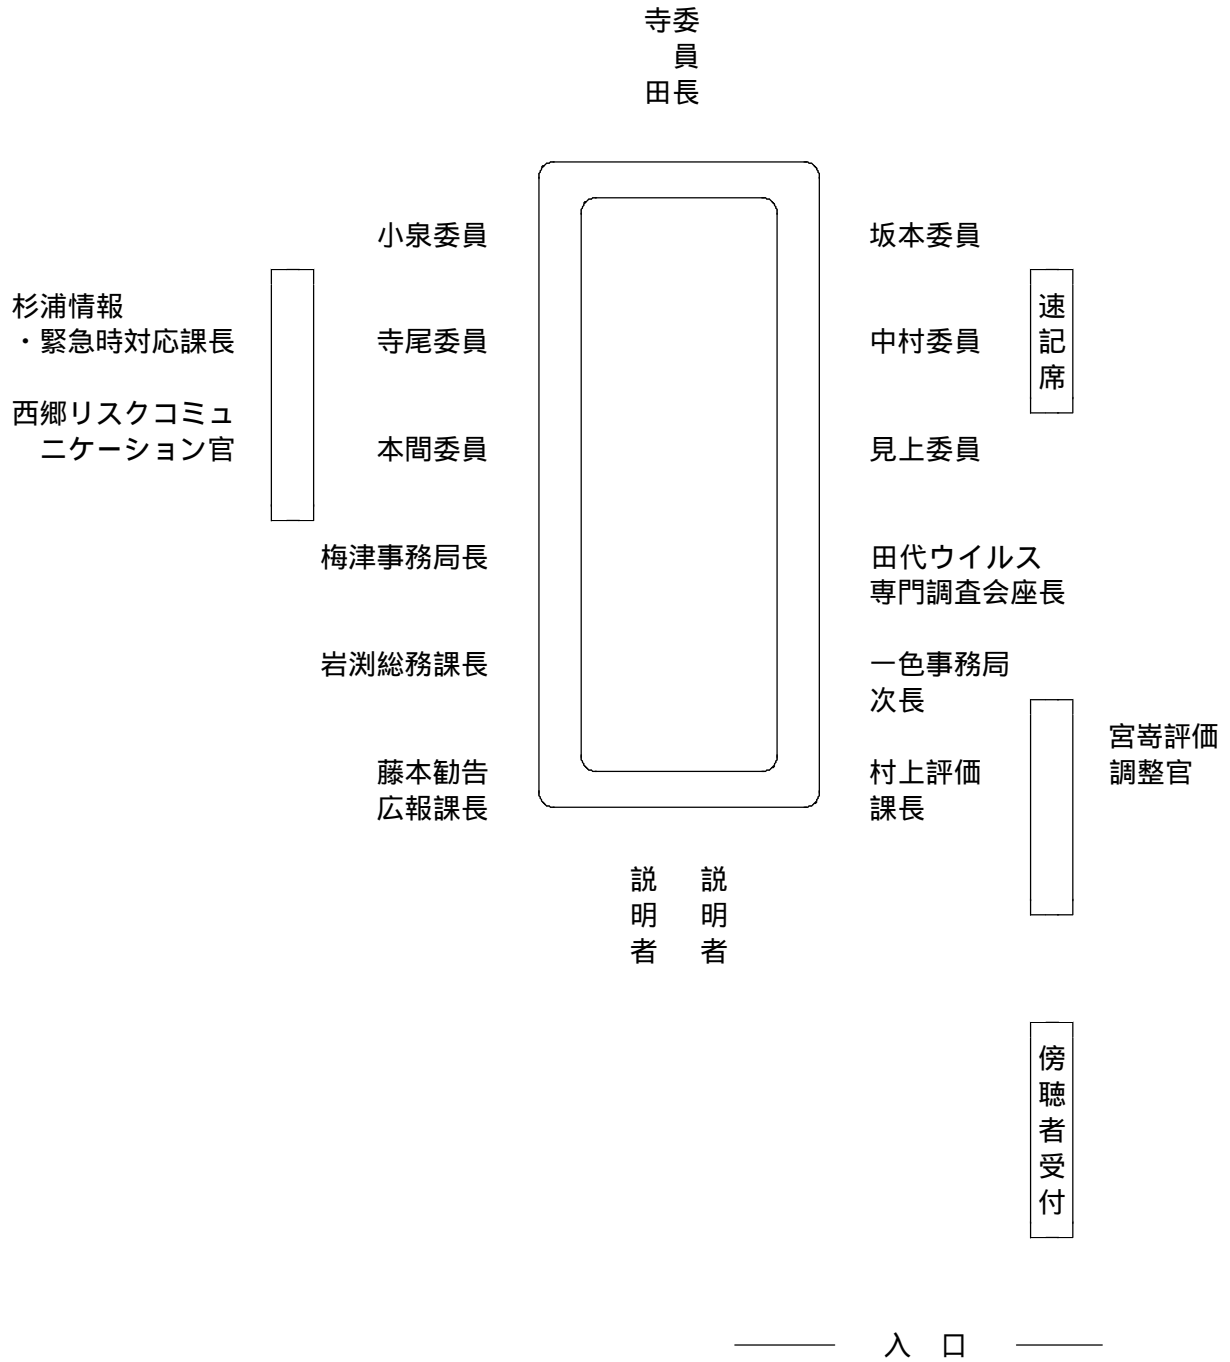 寺田
委員長
小泉委員
坂本委員
杉浦情報
・緊急時対応課長
寺尾委員
中村委員
速記席
西郷リスクコミュ
ニケーション官
本間委員
見上委員
梅津事務局長
田代ウイルス
専門調査会座長
岩渕総務課長
一色事務局
次長
藤本勧告
広報課長
村上評価
課長
宮嵜評価
調整官
説明者
説明者
傍聴者受付
入 口